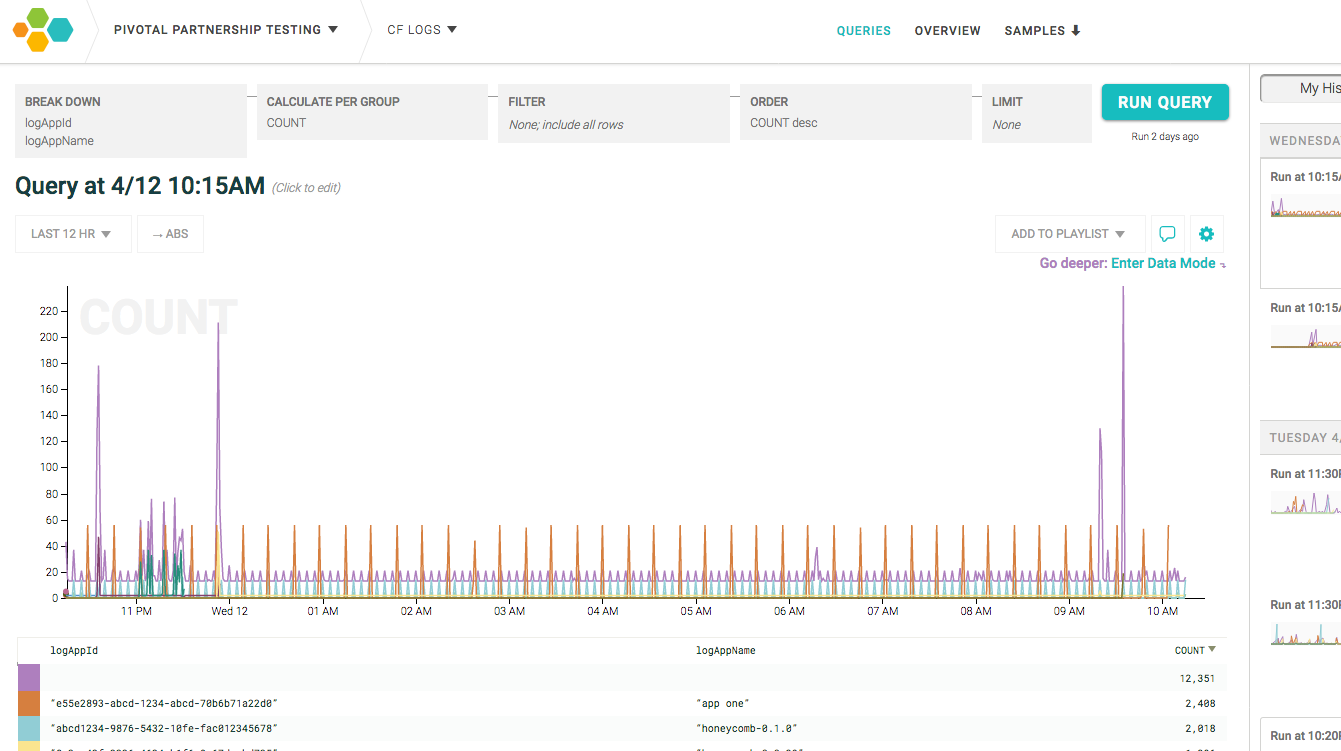 PIVOTAL PARTNERSHIP TESTING
CF LOGS
QUERIES OVERVIEW SAMPLES
BREAK DOWN
logAppId
logAppName
CALCULATE PER GROUP
COUNT
FILTER
None; include all rows
ORDER
COUNT desc
LIMIT
None
RUN QUERY
Run 2 days ago
Query at 4/12 10:15AM (Click to edit)
LAST 12 HR
→ ABS
ADD TO PLAYLIST
Go deeper: Enter Data Mode
COUNT
220
200
180
160
140
120
100
80
60
40
20
0
11 PM Wed 12 01 AM 02 AM 03 AM 04 AM 05 AM 06 AM 07 AM 08 AM 09 AM 10 AM
logAppId logAppName COUNT
12,351
"e55e2893-abcd-1234-abcd-70b6b71a22d0" "app one" 2,408
"abcd1234-9876-5432-10fe-fac012345678" "honeycomb-0.1.0" 2,018
My His
WEDNESDA
Run at 10:15A
Run at 10:15A
TUESDAY 4/
Run at 11:30P
Run at 11:30P
Run at 10:20